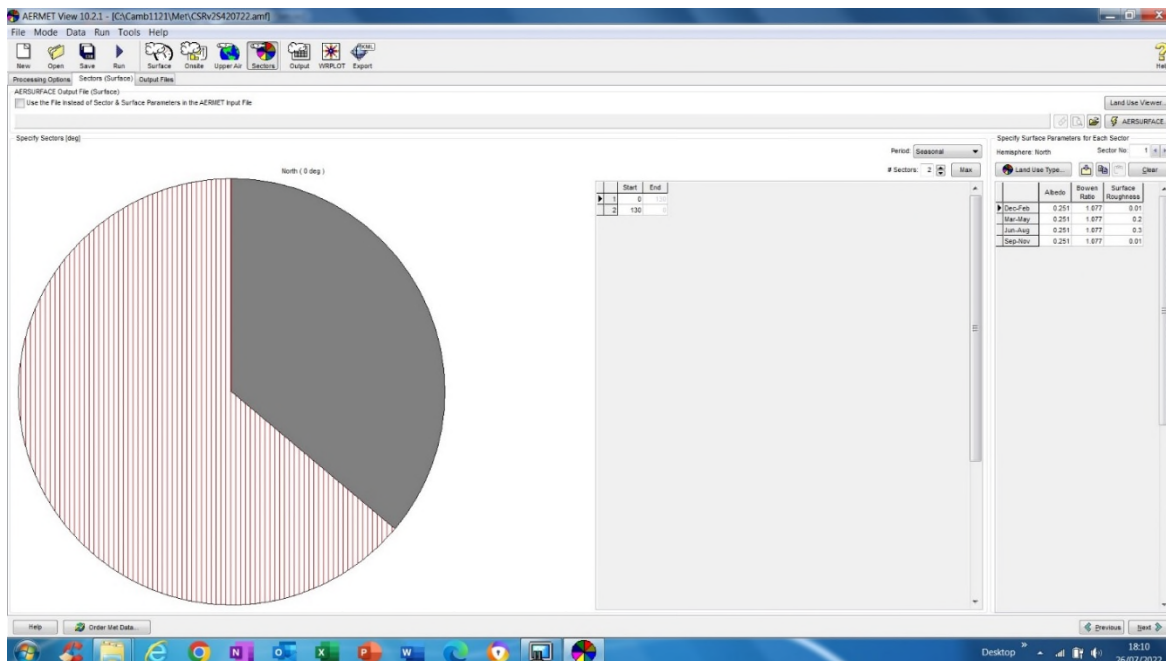 AERMET View 10.2.1 - [C:\Camb1121\Met\CSRv2S420722.amf]
File Mode Data Run Tools Help
New Open Save Run Surface Onsite Upper Air Sectors Output WRPLOT Export Help
Processing Options Sectors (Surface) Output Files
AERSURFACE Output File (Surface)
Use the File instead of Sector & Surface Parameters in the AERMET Input File
Land Use Viewer...
AERSURFACE...
Specify Sectors [deg]
Specify Surface Parameters for Each Sector
Period: Seasonal
Hemisphere: North Sector No: 1
North ( 0 deg )
# Sectors: 2 Max
Land Use Type... Clear
Start End
1 0 130
2 130 0
Albedo Bowen Ratio Surface Roughness
Dec-Feb 0.251 1.077 0.01
Mar-May 0.251 1.077 0.2
Jun-Aug 0.251 1.077 0.3
Sep-Nov 0.251 1.077 0.01
Help Order Met Data... Previous Next
Desktop 18:10
26/07/2022